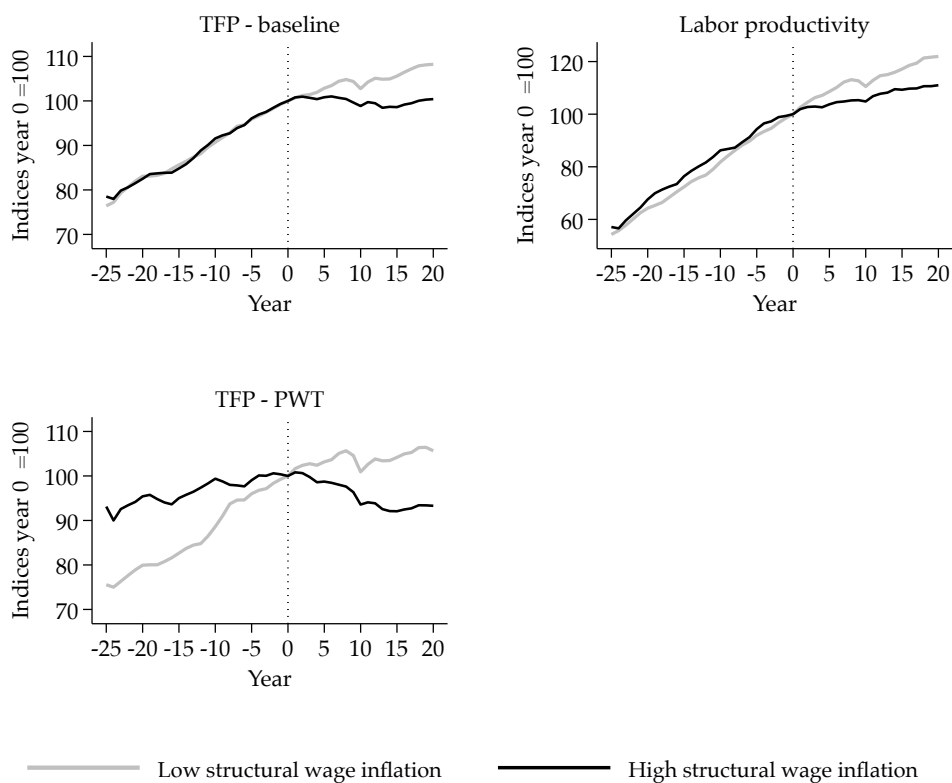 TFP - baseline
Indices year 0 =100
110
100
90
80
70
-25 -20 -15 -10 -5 0 5 10 15 20
Year
Labor productivity
Indices year 0 =100
120
100
80
60
-25 -20 -15 -10 -5 0 5 10 15 20
Year
TFP - PWT
Indices year 0 =100
110
100
90
80
70
-25 -20 -15 -10 -5 0 5 10 15 20
Year
Low structural wage inflation
High structural wage inflation